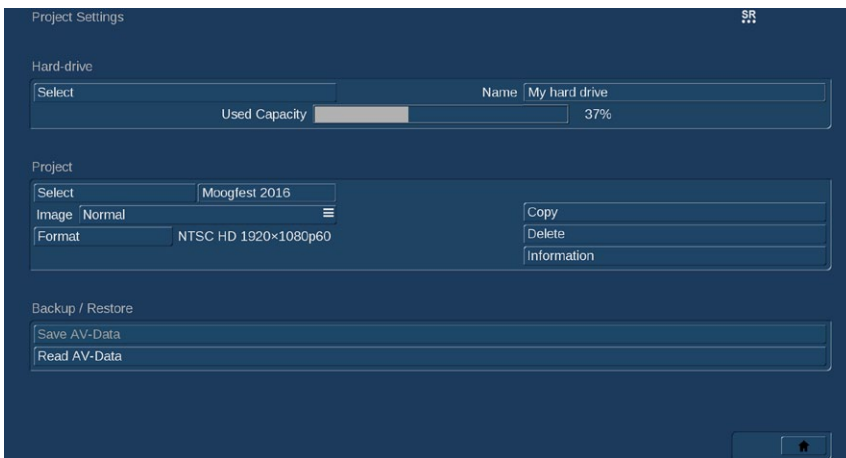 Project Settings SR
Hard-drive
Select Name My hard drive
Used Capacity 37%
Project
Select Moogfest 2016
Image Normal
Copy
Format NTSC HD 1920×1080p60
Delete
Information
Backup / Restore
Save AV-Data
Read AV-Data